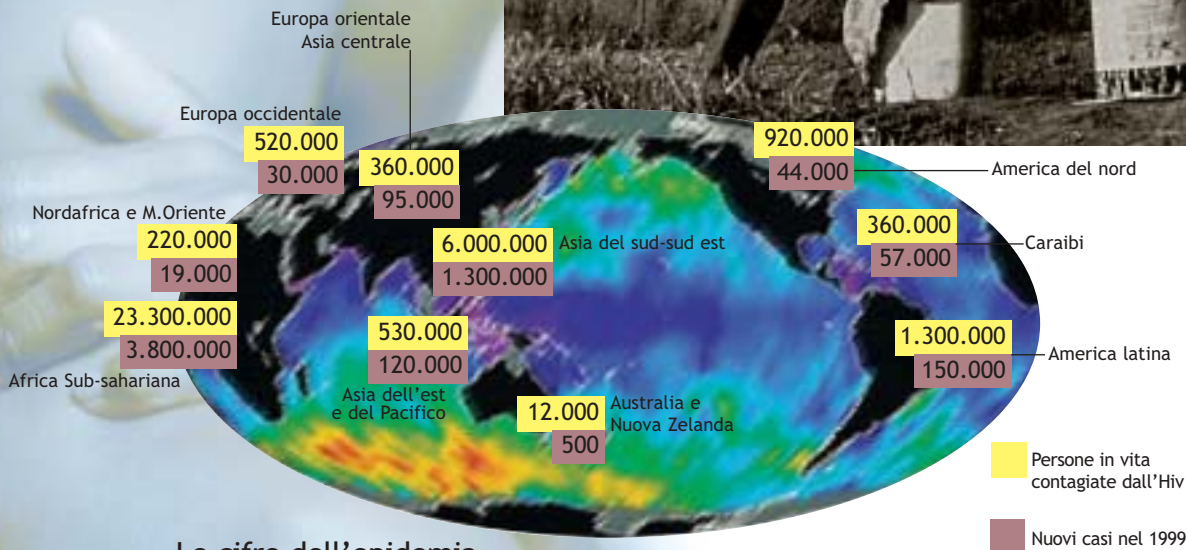 Europa orientale
Asia centrale
Europa occidentale
520.000
30.000
360.000
95.000
920.000
44.000
America del nord
Nordafrica e M.Oriente
220.000
19.000
6.000.000
1.300.000
Asia del sud-sud est
360.000
57.000
Caraibi
23.300.000
3.800.000
Africa Sub-sahariana
530.000
120.000
Asia dell'est
e del Pacifico
1.300.000
150.000
America latina
12.000
500
Australia e
Nuova Zelanda
Persone in vita
contagiate dall'Hiv
Nuovi casi nel 1999
Le cifre dell'epidemia